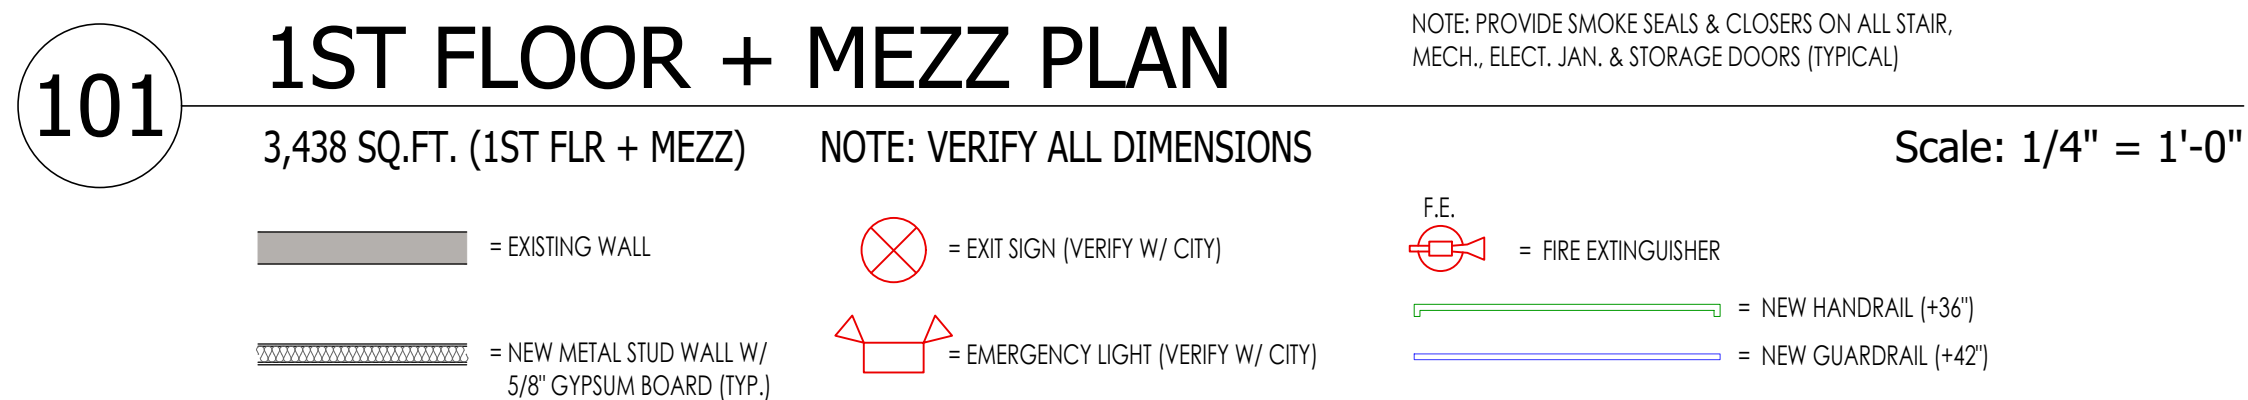 101
1ST FLOOR + MEZZ PLAN
NOTE: PROVIDE SMOKE SEALS & CLOSERS ON ALL STAIR,
MECH., ELECT. JAN. & STORAGE DOORS (TYPICAL)
3,438 SQ.FT. (1ST FLR + MEZZ)
NOTE: VERIFY ALL DIMENSIONS
Scale: 1/4" = 1'-0"
= EXISTING WALL
= NEW METAL STUD WALL W/
5/8" GYPSUM BOARD (TYP.)
= EXIT SIGN (VERIFY W/ CITY)
= EMERGENCY LIGHT (VERIFY W/ CITY)
F.E.
= FIRE EXTINGUISHER
= NEW HANDRAIL (+36")
= NEW GUARDRAIL (+42")